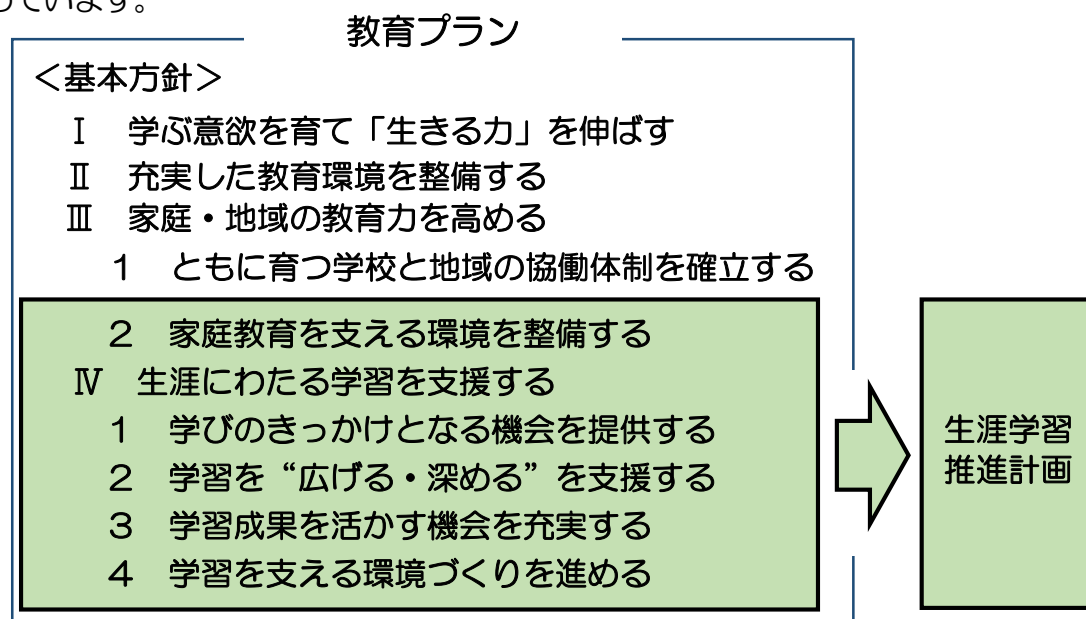 っています。
教育プラン
＜基本方針＞
Ⅰ　学ぶ意欲を育て「生きる力」を伸ばす
Ⅱ　充実した教育環境を整備する
Ⅲ　家庭・地域の教育力を高める
１　ともに育つ学校と地域の協働体制を確立する
２　家庭教育を支える環境を整備する
Ⅳ　生涯にわたる学習を支援する
１　学びのきっかけとなる機会を提供する
２　学習を“広げる・深める”を支援する
３　学習成果を活かす機会を充実する
４　学習を支える環境づくりを進める
生涯学習
推進計画